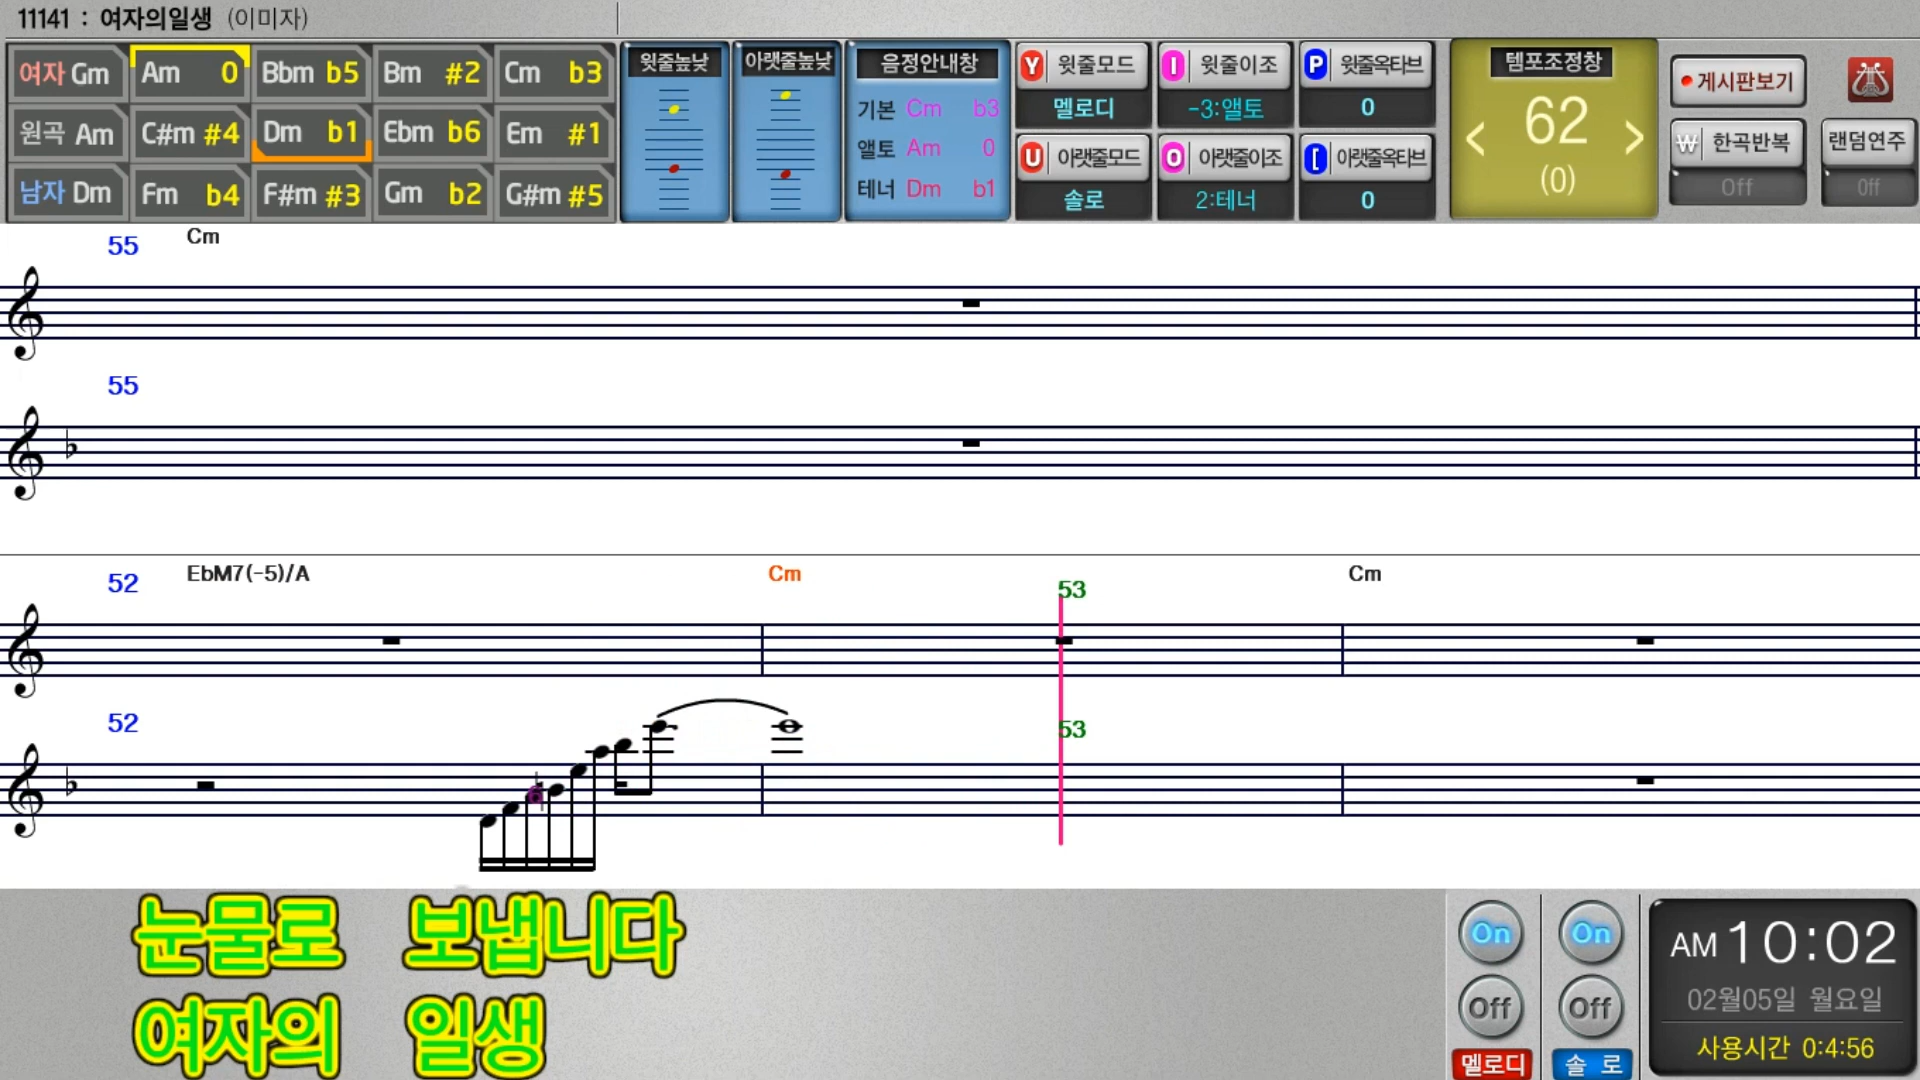 11141 : 여자의일생 (이미자)
여자 Gm Am 0 Bbm b5 Bm #2 Cm b3
원곡 Am C#m #4 Dm b1 Ebm b6 Em #1
남자 Dm Fm b4 F#m #3 Gm b2 G#m #5
윗줄높낮 아랫줄높낮
음정안내창
기본 Cm b3
앨토 Am 0
테너 Dm b1
Y 윗줄모드 I 윗줄이조 P 윗줄옥타브
멜로디 -3:앨토 0
U 아랫줄모드 O 아랫줄이조 [ 아랫줄옥타브
솔로 2:테너 0
템포조정창
< 62 >
(0)
게시판보기
W 한곡반복 랜덤연주
Off Off
55 Cm
55
52 EbM7(-5)/A Cm 53 Cm
52 53
6
눈물로 보냅니다
여자의 일생
On On
Off Off
멜로디 솔 로
AM 10:02
02월05일 월요일
사용시간 0:4:56